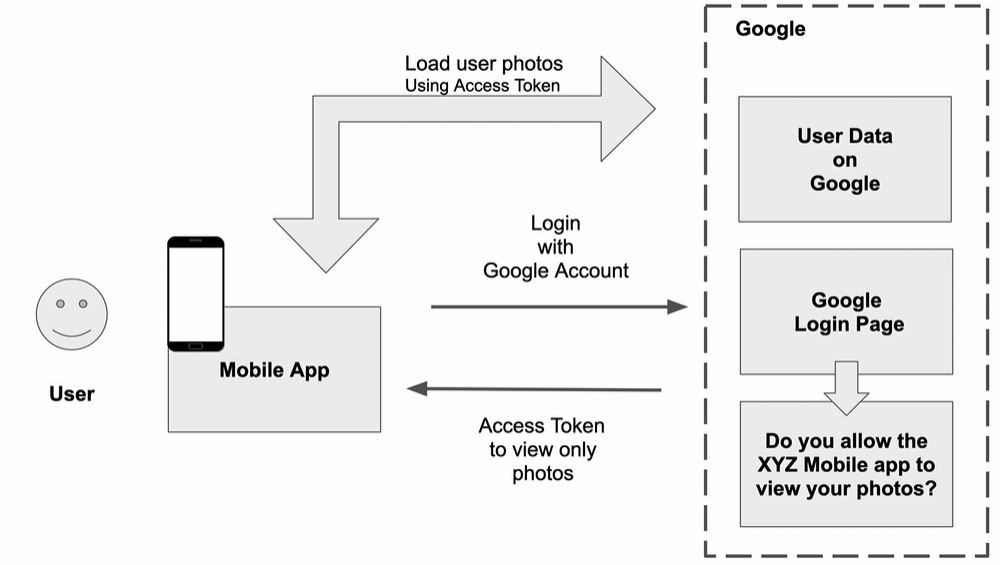 Google
Load user photos
Using Access Token
User Data
on
Google
Login
with
Google Account
Google
Login Page
Mobile App
User
Access Token
to view only
photos
Do you allow the
XYZ Mobile app to
view your photos?